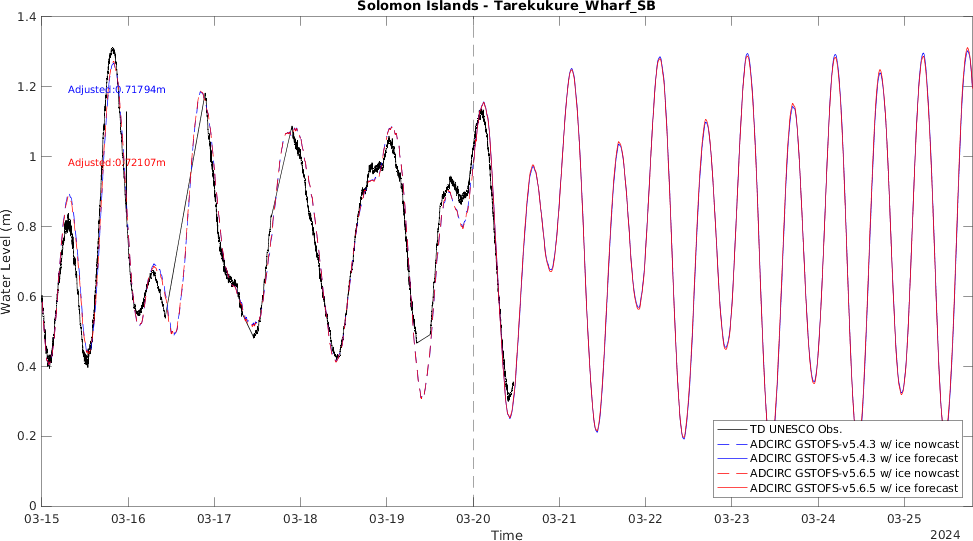 Solomon Islands - Tarekukure_Wharf_SB
1.4
1.2
1
0.8
0.6
0.4
0.2
0
Water Level (m)
Adjusted:0.71794m
Adjusted:0.72107m
TD UNESCO Obs.
ADCIRC GSTOFS-v5.4.3 w/ ice nowcast
ADCIRC GSTOFS-v5.4.3 w/ ice forecast
ADCIRC GSTOFS-v5.6.5 w/ ice nowcast
ADCIRC GSTOFS-v5.6.5 w/ ice forecast
03-15 03-16 03-17 03-18 03-19 03-20 03-21 03-22 03-23 03-24 03-25
Time
2024